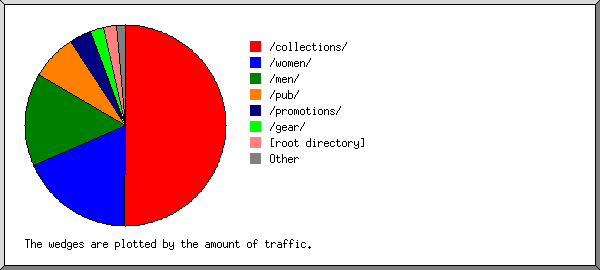 /collections/
/women/
/men/
/pub/
/promotions/
/gear/
[root directory]
Other
The wedges are plotted by the amount of traffic.